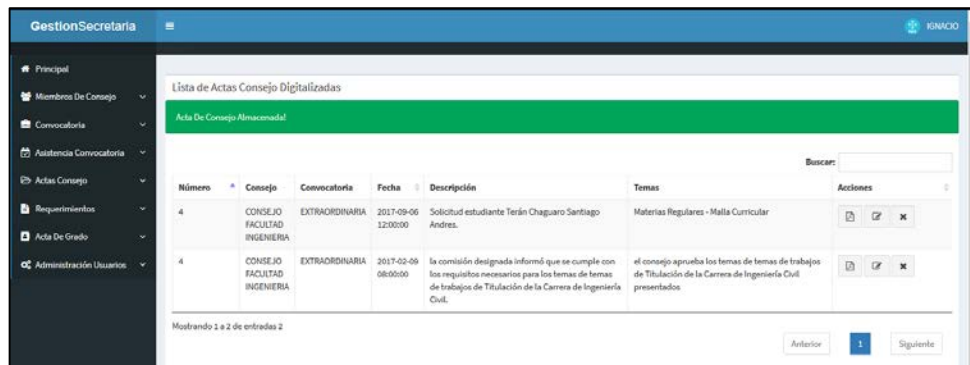 GestionSecretaria
IGNACIO
Principal
Miembros De Consejo
Convocatoria
Asistencia Convocatoria
Actas Consejo
Requerimientos
Acta De Grado
Administración Usuarios
Lista de Actas Consejo Digitalizadas
Acta De Consejo Almacenada!
Buscar:
Número Consejo Convocatoria Fecha Descripción Temas Acciones
4 CONSEJO EXTRAORDINARIA 2017-09-06 Solicitud estudiante Terán Chaguaro Santiago Materias Regulares - Malla Curricular
FACULTAD 12:00:00 Andres.
INGENIERIA
4 CONSEJO EXTRAORDINARIA 2017-02-09 la comisión designada informó que se cumple con el consejo aprueba los temas de temas de trabajos
FACULTAD 08:00:00 los requisitos necesarios para los temas de temas de Titulación de la Carrera de Ingeniería Civil
INGENIERIA de trabajos de Titulación de la Carrera de Ingeniería presentados
Civil.
Mostrando 1 a 2 de entradas 2
Anterior 1 Siguiente